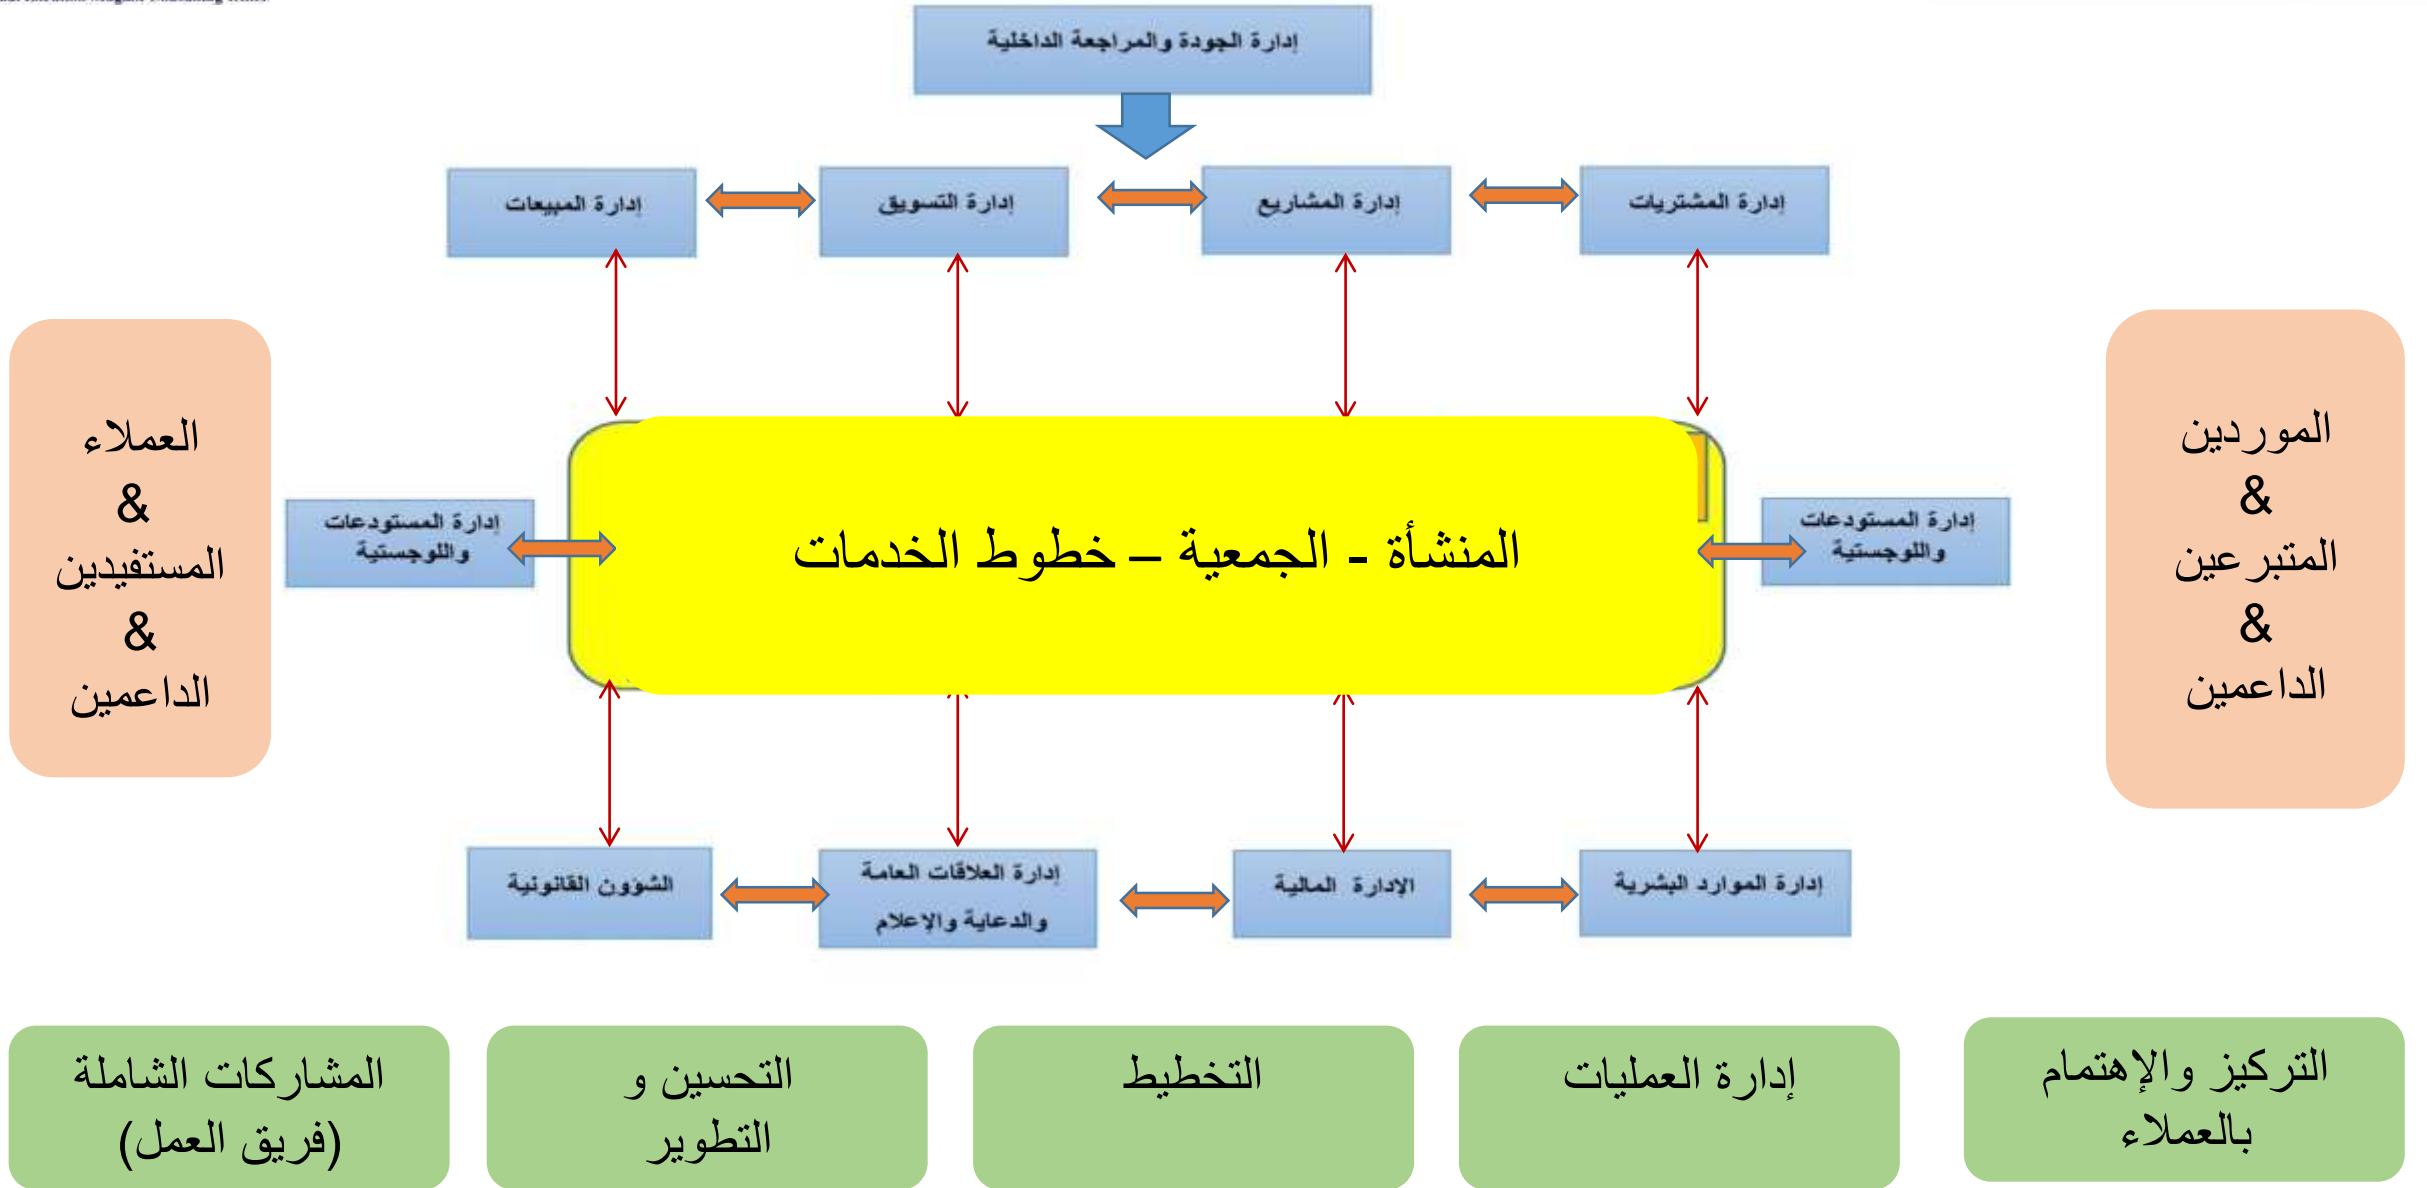 إدارة الجودة والمراجعة الداخلية
إدارة المشتريات
إدارة المشاريع
إدارة التسويق
إدارة المبيعات
الموردين
&
المتبرعين
&
الداعمين
إدارة المستودعات
واللوجستية
المنشأة - الجمعية – خطوط الخدمات
إدارة المستودعات
واللوجستية
العملاء
&
المستفيدين
&
الداعمين
إدارة الموارد البشرية
الإدارة المالية
إدارة العلاقات العامة
والدعاية والإعلام
الشؤون القانونية
التركيز والإهتمام
بالعملاء
إدارة العمليات
التخطيط
التحسين و
التطوير
المشاركات الشاملة
(فريق العمل)